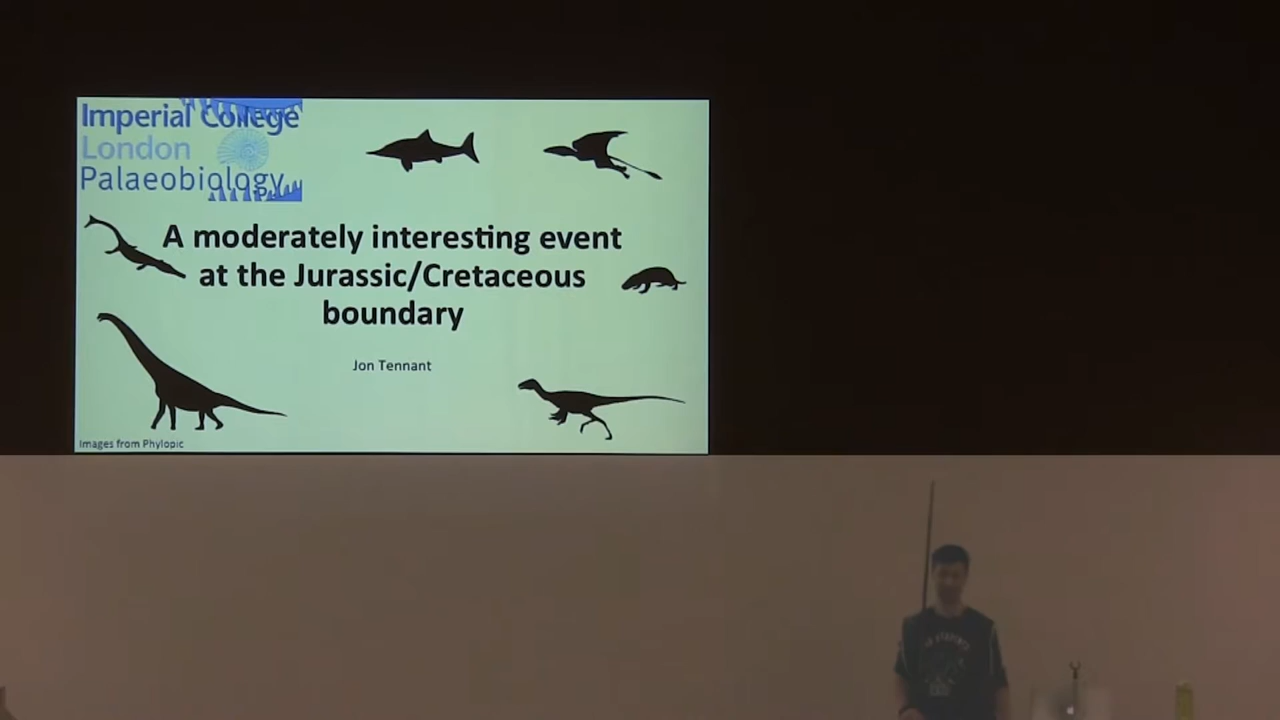 Imperial College
London
Palaeobiology
A moderately interesting event
at the Jurassic/Cretaceous
boundary
Jon Tennant
Images from Phylopic